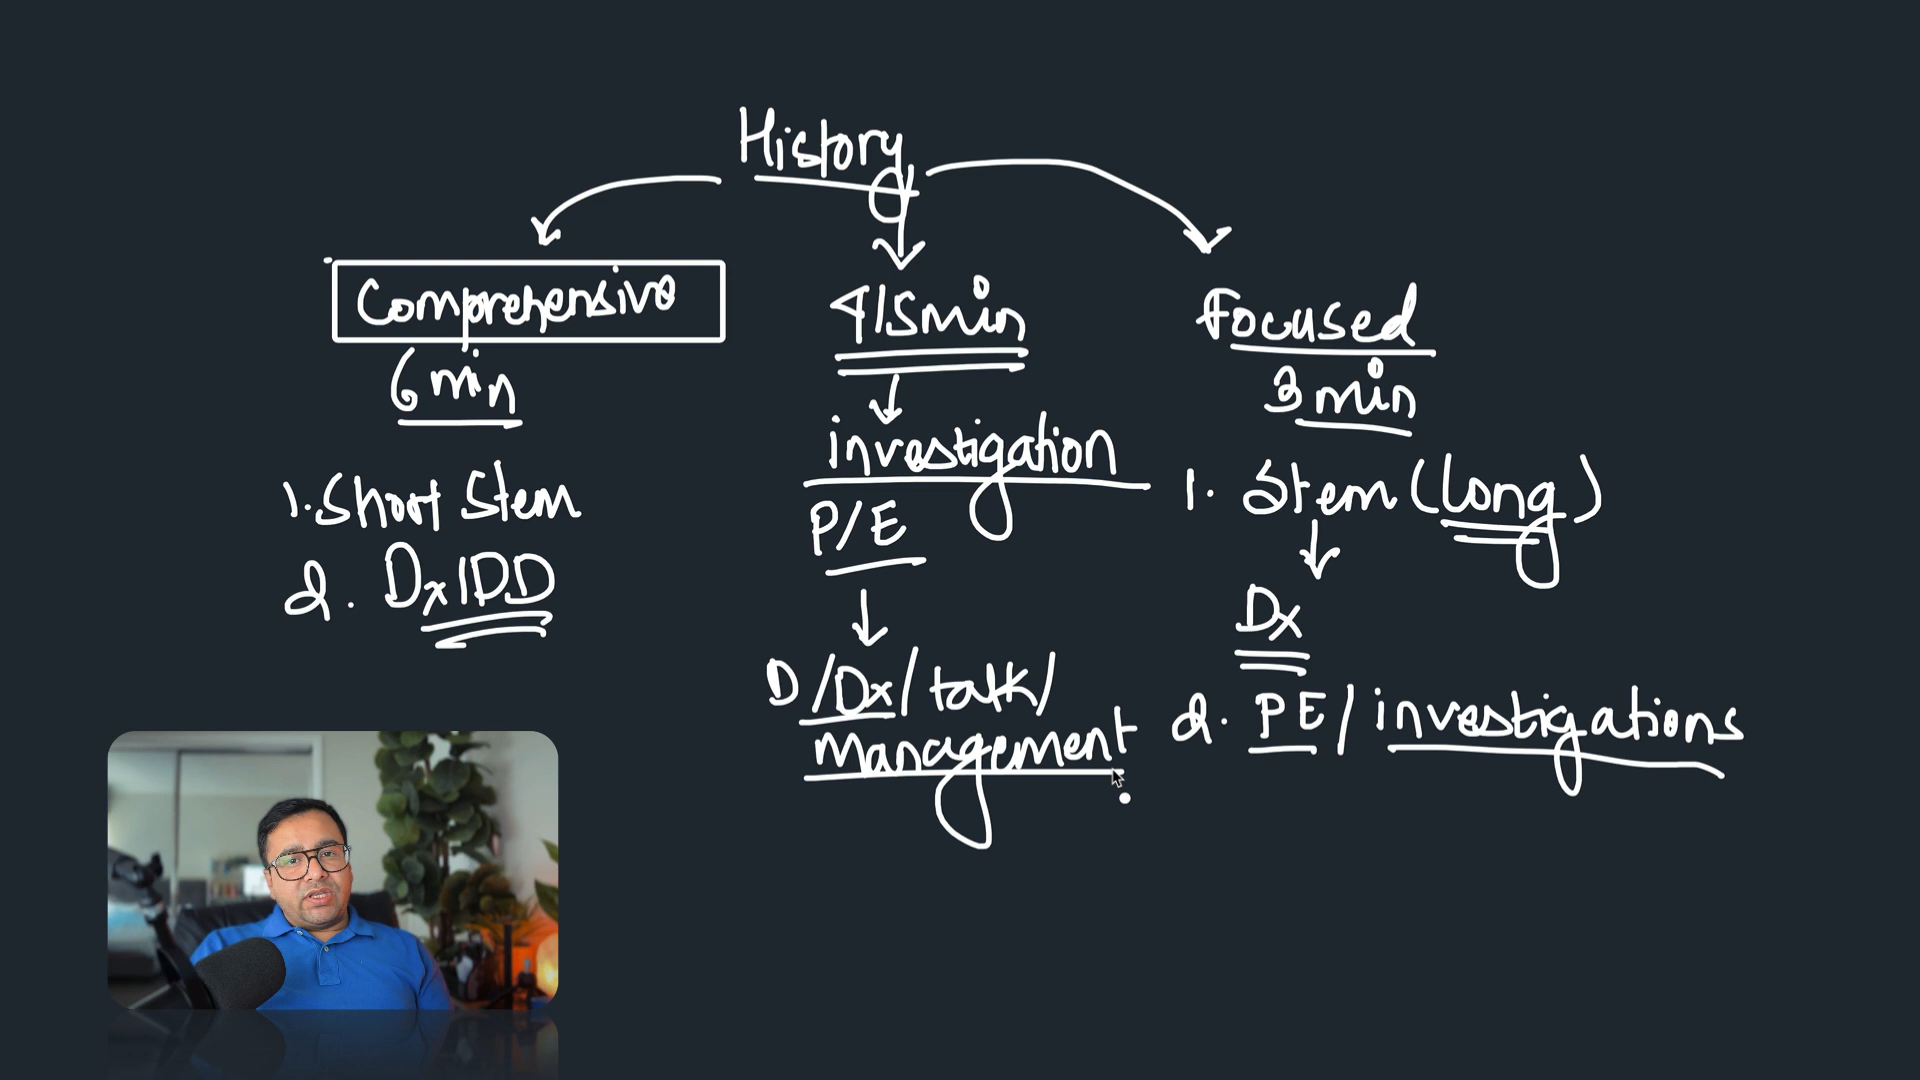 History
Comprehensive
6 min
1. Short Stem
2. Dx/DD
4/5 min
investigation
P/E
D/Dx/talk/
management
Focused
3 min
1. Stem (long)
Dx
2. PE/investigations